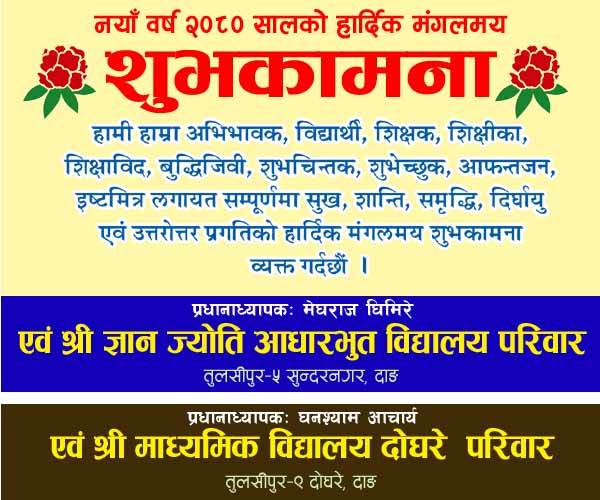 नयाँ वर्ष २०८० सालको हार्दिक मंगलमय
शुभकामना
हामी हाम्रा अभिभावक, विद्यार्थी, शिक्षक, शिक्षीका,
शिक्षाविद, बुद्धिजिवी, शुभचिन्तक, शुभेच्छुक, आफन्तजन,
इष्टमित्र लगायत सम्पूर्णमा सुख, शान्ति, समृद्धि, दिर्घायु
एवं उत्तरोत्तर प्रगतिको हार्दिक मंगलमय शुभकामना
व्यक्त गर्दछौं ।
प्रधानाध्यापकः मेघराज घिमिरे
एवं श्री ज्ञान ज्योति आधारभुत विद्यालय परिवार
तुलसीपुर-५ सुन्दरनगर, दाङ
प्रधानाध्यापकः घनश्याम आचार्य
एवं श्री माध्यमिक विद्यालय दोघरे परिवार
तुलसीपुर-९ दोघरे, दाङ